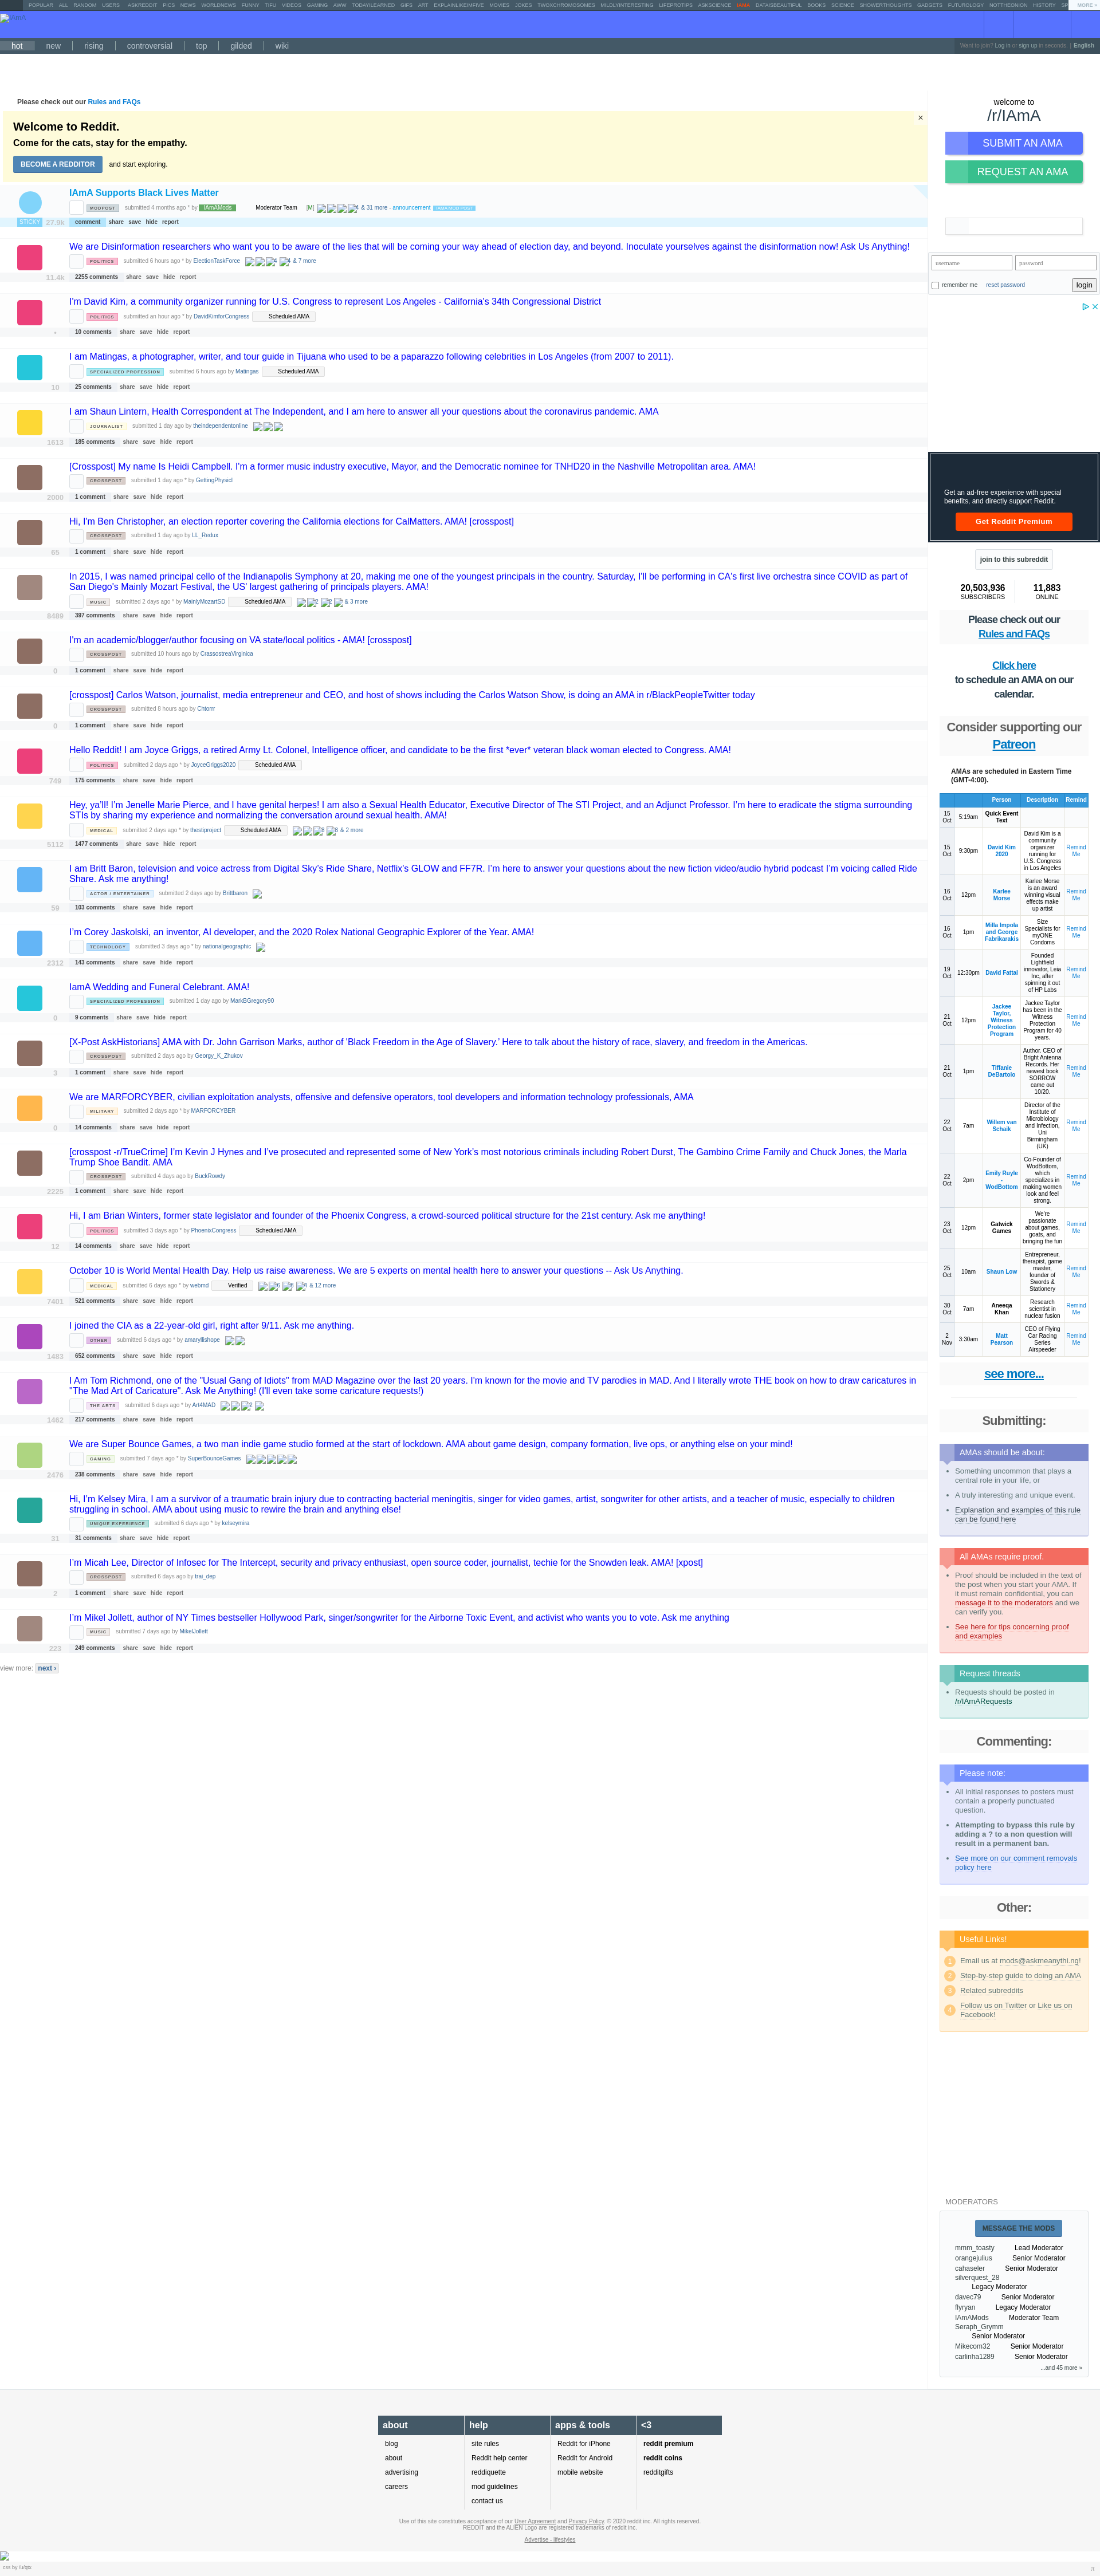 POPULAR ALL RANDOM USERS ASKREDDIT PICS NEWS WORLDNEWS FUNNY TIFU VIDEOS GAMING AWW TODAYILEARNED GIFS ART EXPLAINLIKEIMFIVE MOVIES JOKES TWOXCHROMOSOMES MILDLYINTERESTING LIFEPROTIPS ASKSCIENCE IAMA DATAISBEAUTIFUL BOOKS SCIENCE SHOWERTHOUGHTS GADGETS FUTUROLOGY NOTTHEONION HISTORY SP MORE »
IAmA
hot new rising controversial top gilded wiki
Want to join? Log in or sign up in seconds. | English
Please check out our Rules and FAQs
Welcome to Reddit.
Come for the cats, stay for the empathy.
BECOME A REDDITOR and start exploring.
IAmA Supports Black Lives Matter
MODPOST submitted 4 months ago * by IAmAMods Moderator Team [M] 4 & 31 more - announcement
STICKY 27.9k comment share save hide report
We are Disinformation researchers who want you to be aware of the lies that will be coming your way ahead of election day, and beyond. Inoculate yourselves against the disinformation now! Ask Us Anything!
POLITICS submitted 6 hours ago * by ElectionTaskForce & 7 more
11.4k 2255 comments share save hide report
I'm David Kim, a community organizer running for U.S. Congress to represent Los Angeles - California's 34th Congressional District
POLITICS submitted an hour ago * by DavidKimforCongress Scheduled AMA
• 10 comments share save hide report
I am Matingas, a photographer, writer, and tour guide in Tijuana who used to be a paparazzo following celebrities in Los Angeles (from 2007 to 2011).
SPECIALIZED PROFESSION submitted 6 hours ago by Matingas Scheduled AMA
10 25 comments share save hide report
I am Shaun Lintern, Health Correspondent at The Independent, and I am here to answer all your questions about the coronavirus pandemic. AMA
JOURNALIST submitted 1 day ago by theindependentonline
1613 185 comments share save hide report
[Crosspost] My name Is Heidi Campbell. I'm a former music industry executive, Mayor, and the Democratic nominee for TNHD20 in the Nashville Metropolitan area. AMA!
CROSSPOST submitted 1 day ago * by GettingPhysicl
2000 1 comment share save hide report
Hi, I'm Ben Christopher, an election reporter covering the California elections for CalMatters. AMA! [crosspost]
CROSSPOST submitted 1 day ago by LL_Redux
65 1 comment share save hide report
In 2015, I was named principal cello of the Indianapolis Symphony at 20, making me one of the youngest principals in the country. Saturday, I'll be performing in CA's first live orchestra since COVID as part of
San Diego's Mainly Mozart Festival, the US' largest gathering of principals players. AMA!
MUSIC submitted 2 days ago * by MainlyMozartSD Scheduled AMA & 3 more
8489 397 comments share save hide report
I'm an academic/blogger/author focusing on VA state/local politics - AMA! [crosspost]
CROSSPOST submitted 10 hours ago by CrassostreaVirginica
0 1 comment share save hide report
[crosspost] Carlos Watson, journalist, media entrepreneur and CEO, and host of shows including the Carlos Watson Show, is doing an AMA in r/BlackPeopleTwitter today
CROSSPOST submitted 8 hours ago by Chtorrr
0 1 comment share save hide report
Hello Reddit! I am Joyce Griggs, a retired Army Lt. Colonel, Intelligence officer, and candidate to be the first *ever* veteran black woman elected to Congress. AMA!
POLITICS submitted 2 days ago * by JoyceGriggs2020 Scheduled AMA
749 175 comments share save hide report
Hey, ya'll! I'm Jenelle Marie Pierce, and I have genital herpes! I am also a Sexual Health Educator, Executive Director of The STI Project, and an Adjunct Professor. I'm here to eradicate the stigma surrounding
STIs by sharing my experience and normalizing the conversation around sexual health. AMA!
MEDICAL submitted 2 days ago * by thestiproject Scheduled AMA & 2 more
5112 1477 comments share save hide report
I am Britt Baron, television and voice actress from Digital Sky's Ride Share, Netflix's GLOW and FF7R. I'm here to answer your questions about the new fiction video/audio hybrid podcast I'm voicing called Ride
Share. Ask me anything!
ACTOR / ENTERTAINER submitted 2 days ago by Brittbaron
59 103 comments share save hide report
I'm Corey Jaskolski, an inventor, AI developer, and the 2020 Rolex National Geographic Explorer of the Year. AMA!
TECHNOLOGY submitted 3 days ago * by nationalgeographic
2312 143 comments share save hide report
IamA Wedding and Funeral Celebrant. AMA!
SPECIALIZED PROFESSION submitted 1 day ago by MarkBGregory90
0 9 comments share save hide report
[X-Post AskHistorians] AMA with Dr. John Garrison Marks, author of 'Black Freedom in the Age of Slavery.' Here to talk about the history of race, slavery, and freedom in the Americas.
CROSSPOST submitted 2 days ago by Georgy_K_Zhukov
3 1 comment share save hide report
We are MARFORCYBER, civilian exploitation analysts, offensive and defensive operators, tool developers and information technology professionals, AMA
MILITARY submitted 2 days ago * by MARFORCYBER
0 14 comments share save hide report
[crosspost -r/TrueCrime] I'm Kevin J Hynes and I've prosecuted and represented some of New York's most notorious criminals including Robert Durst, The Gambino Crime Family and Chuck Jones, the Marla
Trump Shoe Bandit. AMA
CROSSPOST submitted 4 days ago by BuckRowdy
2225 1 comment share save hide report
Hi, I am Brian Winters, former state legislator and founder of the Phoenix Congress, a crowd-sourced political structure for the 21st century. Ask me anything!
POLITICS submitted 3 days ago * by PhoenixCongress Scheduled AMA
12 14 comments share save hide report
October 10 is World Mental Health Day. Help us raise awareness. We are 5 experts on mental health here to answer your questions -- Ask Us Anything.
MEDICAL submitted 6 days ago * by webmd Verified & 12 more
7401 521 comments share save hide report
I joined the CIA as a 22-year-old girl, right after 9/11. Ask me anything.
OTHER submitted 6 days ago * by amaryllishope
1483 652 comments share save hide report
I Am Tom Richmond, one of the "Usual Gang of Idiots" from MAD Magazine over the last 20 years. I'm known for the movie and TV parodies in MAD. And I literally wrote THE book on how to draw caricatures in
"The Mad Art of Caricature". Ask Me Anything! (I'll even take some caricature requests!)
THE ARTS submitted 6 days ago * by Art4MAD
1462 217 comments share save hide report
We are Super Bounce Games, a two man indie game studio formed at the start of lockdown. AMA about game design, company formation, live ops, or anything else on your mind!
GAMING submitted 7 days ago * by SuperBounceGames
2476 238 comments share save hide report
Hi, I'm Kelsey Mira, I am a survivor of a traumatic brain injury due to contracting bacterial meningitis, singer for video games, artist, songwriter for other artists, and a teacher of music, especially to children
struggling in school. AMA about using music to rewire the brain and anything else!
UNIQUE EXPERIENCE submitted 6 days ago * by kelseymira
31 31 comments share save hide report
I'm Micah Lee, Director of Infosec for The Intercept, security and privacy enthusiast, open source coder, journalist, techie for the Snowden leak. AMA! [xpost]
CROSSPOST submitted 6 days ago by trai_dep
2 1 comment share save hide report
I'm Mikel Jollett, author of NY Times bestseller Hollywood Park, singer/songwriter for the Airborne Toxic Event, and activist who wants you to vote. Ask me anything
MUSIC submitted 7 days ago by MikelJollett
223 249 comments share save hide report
view more: next ›
welcome to
/r/IAmA
SUBMIT AN AMA
REQUEST AN AMA
username password
remember me reset password login
Get an ad-free experience with special
benefits, and directly support Reddit.
Get Reddit Premium
join to this subreddit
20,503,936 11,883
SUBSCRIBERS ONLINE
Please check out our
Rules and FAQs
Click here
to schedule an AMA on our
calendar.
Consider supporting our
Patreon
AMAs are scheduled in Eastern Time
(GMT-4:00).
Person Description Remind
15 Oct 5:19am Quick Event Text
15 Oct 9:30pm David Kim 2020 David Kim is a community organizer running for U.S. Congress in Los Angeles Remind Me
16 Oct 12pm Karlee Morse Karlee Morse is an award winning visual effects make up artist Remind Me
16 Oct 1pm Milla Impola and George Fabrikarakis Size Specialists for myONE Condoms Remind Me
19 Oct 12:30pm David Fattal Founded Lightfield innovator, Leia Inc, after spinning it out of HP Labs Remind Me
21 Oct 12pm Jackee Taylor, Witness Protection Program Jackee Taylor has been in the Witness Protection Program for 40 years. Remind Me
21 Oct 1pm Tiffanie DeBartolo Author. CEO of Bright Antenna Records. Her newest book SORROW came out 10/20. Remind Me
22 Oct 7am Willem van Schaik Director of the Institute of Microbiology and Infection, Uni Birmingham (UK) Remind Me
22 Oct 2pm Emily Ruyle - WodBottom Co-Founder of WodBottom, which specializes in making women look and feel strong. Remind Me
23 Oct 12pm Gatwick Games We're passionate about games, goats, and bringing the fun Remind Me
25 Oct 10am Shaun Low Entrepreneur, therapist, game master, founder of Swords & Stationery Remind Me
30 Oct 7am Aneeqa Khan Research scientist in nuclear fusion Remind Me
2 Nov 3:30am Matt Pearson CEO of Flying Car Racing Series Airspeeder Remind Me
see more...
Submitting:
AMAs should be about:
Something uncommon that plays a
central role in your life, or
A truly interesting and unique event.
Explanation and examples of this rule
can be found here
All AMAs require proof.
Proof should be included in the text of
the post when you start your AMA. If
it must remain confidential, you can
message it to the moderators and we
can verify you.
See here for tips concerning proof
and examples
Request threads
Requests should be posted in
/r/IAmARequests
Commenting:
Please note:
All initial responses to posters must
contain a properly punctuated
question.
Attempting to bypass this rule by
adding a ? to a non question will
result in a permanent ban.
See more on our comment removals
policy here
Other:
Useful Links!
1 Email us at mods@askmeanythi.ng!
2 Step-by-step guide to doing an AMA
3 Related subreddits
4 Follow us on Twitter or Like us on
Facebook!
MODERATORS
MESSAGE THE MODS
mmm_toasty Lead Moderator
orangejulius Senior Moderator
cahaseler Senior Moderator
silverquest_28
Legacy Moderator
davec79 Senior Moderator
flyryan Legacy Moderator
IAmAMods Moderator Team
Seraph_Grymm
Senior Moderator
Mikecom32 Senior Moderator
carlinha1289 Senior Moderator
...and 45 more »
about help apps & tools <3
blog site rules Reddit for iPhone reddit premium
about Reddit help center Reddit for Android reddit coins
advertising reddiquette mobile website redditgifts
careers mod guidelines
contact us
Use of this site constitutes acceptance of our User Agreement and Privacy Policy. © 2020 reddit inc. All rights reserved.
REDDIT and the ALIEN Logo are registered trademarks of reddit inc.
Advertise - lifestyles
π